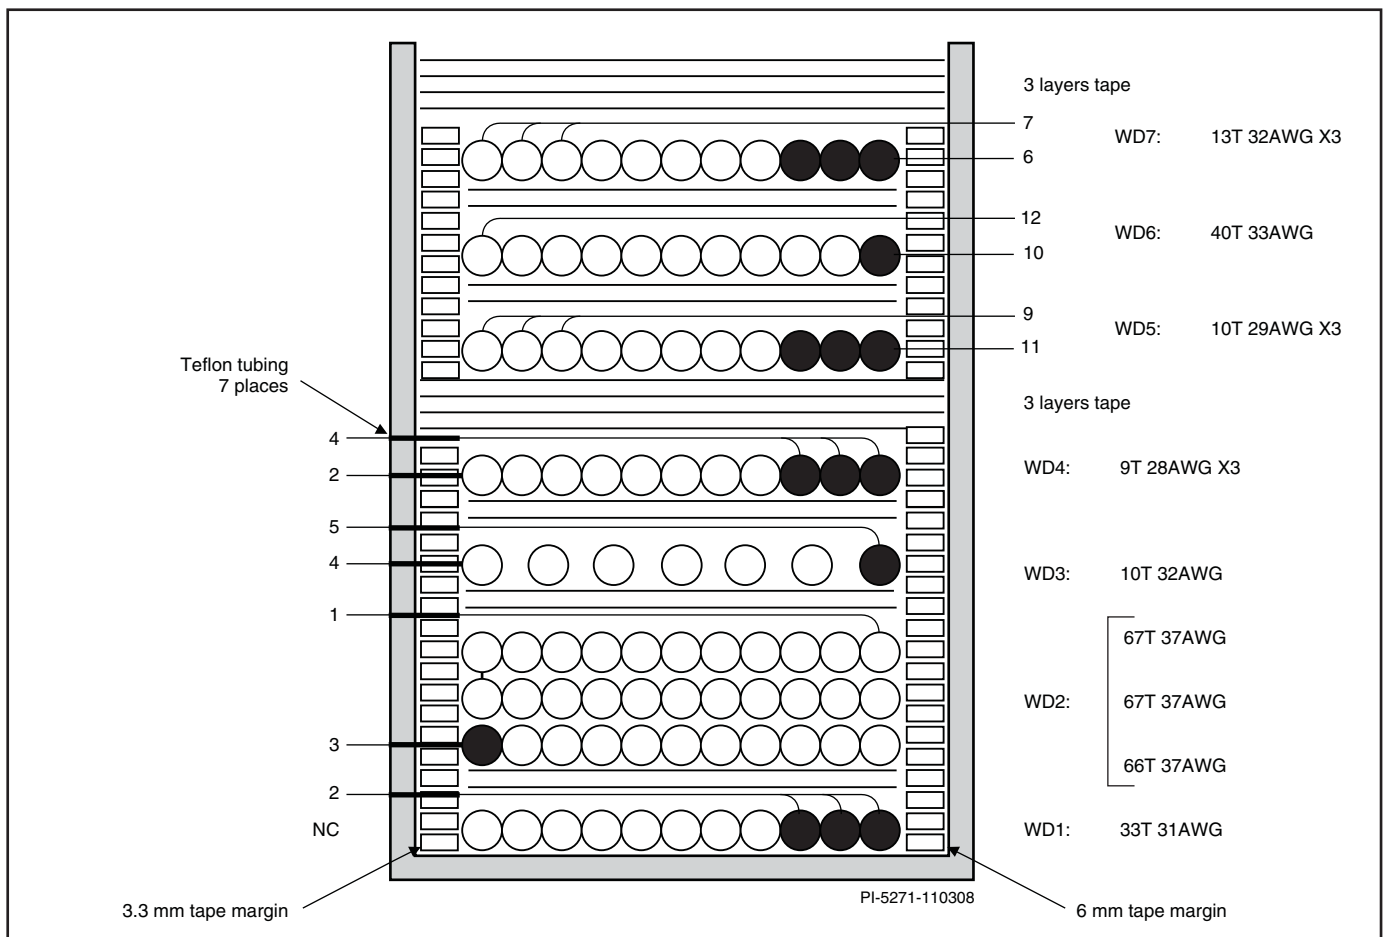 3 layers tape
7
WD7: 13T 32AWG X3
6
12
WD6: 40T 33AWG
10
9
WD5: 10T 29AWG X3
11
Teflon tubing
7 places
3 layers tape
4
WD4: 9T 28AWG X3
2
5
4
WD3: 10T 32AWG
1
67T 37AWG
WD2: 67T 37AWG
3
66T 37AWG
2
NC
WD1: 33T 31AWG
PI-5271-110308
3.3 mm tape margin
6 mm tape margin